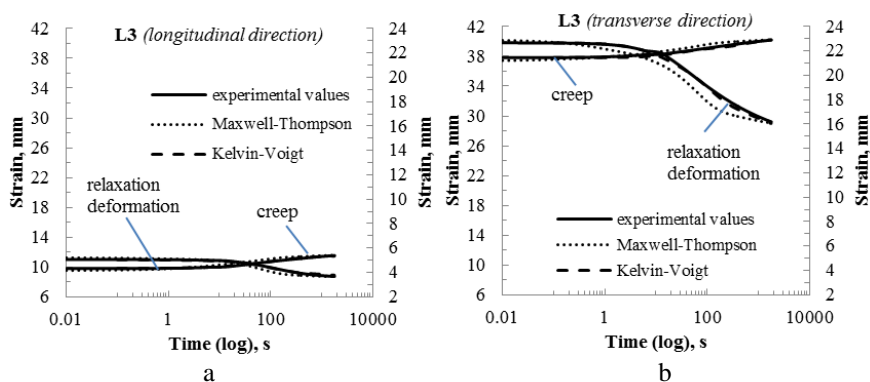 L3 (longitudinal direction)
Strain, mm
42
38
34
30
26
22
18
14
10
6
24
22
20
18
16
14
12
10
8
6
4
2
Strain, mm
experimental values
Maxwell-Thompson
Kelvin-Voigt
relaxation
deformation
creep
0.01
1
100
10000
Time (log), s
a
L3 (transverse direction)
Strain, mm
42
38
34
30
26
22
18
14
10
6
24
22
20
18
16
14
12
10
8
6
4
2
Strain, mm
creep
relaxation
deformation
experimental values
Maxwell-Thompson
Kelvin-Voigt
0.01
1
100
10000
Time (log), s
b